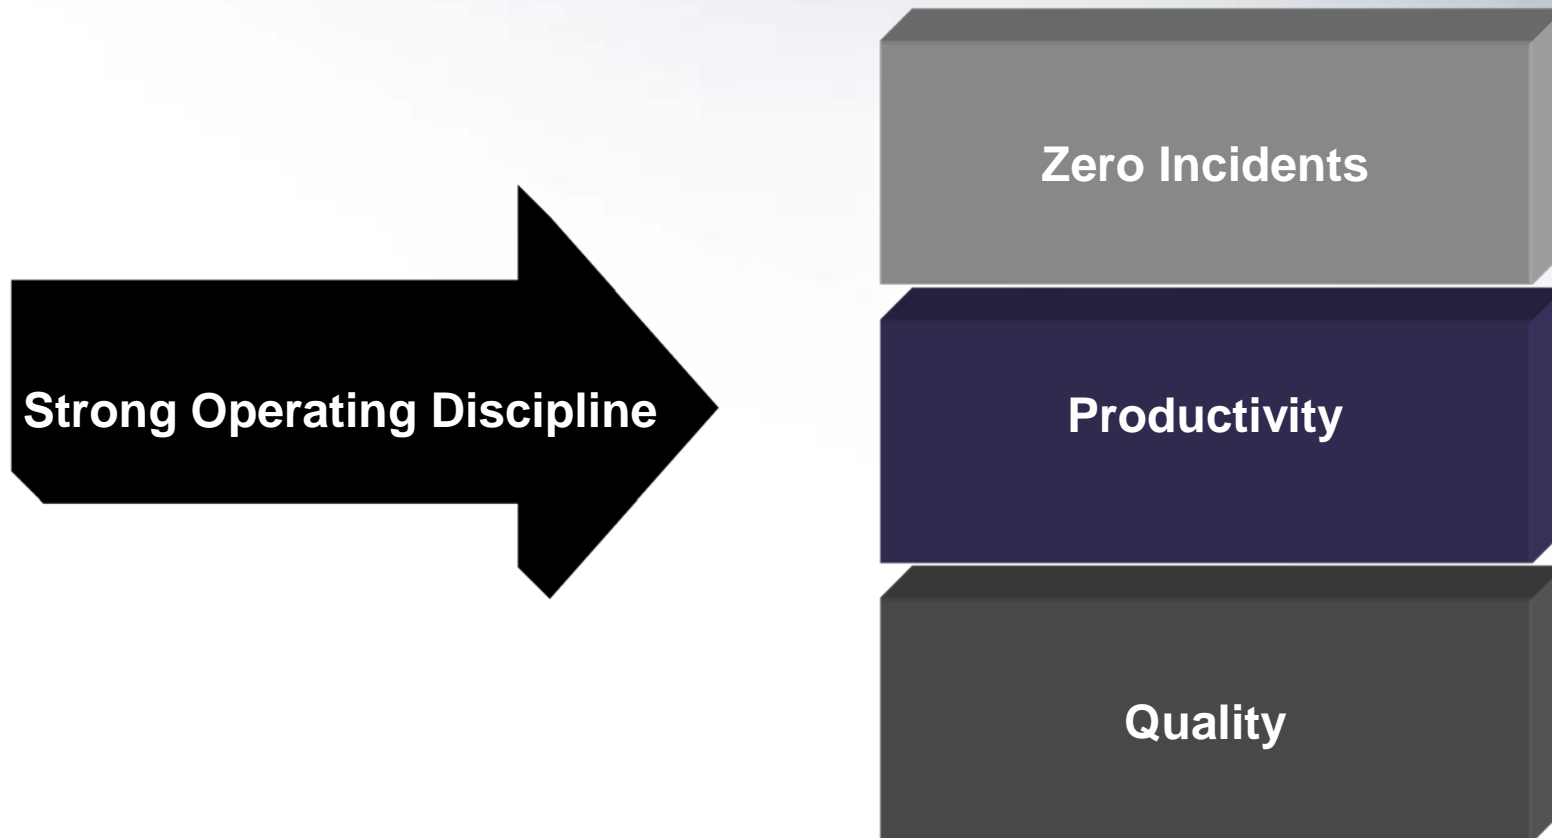 Strong Operating Discipline
Zero Incidents
Productivity
Quality